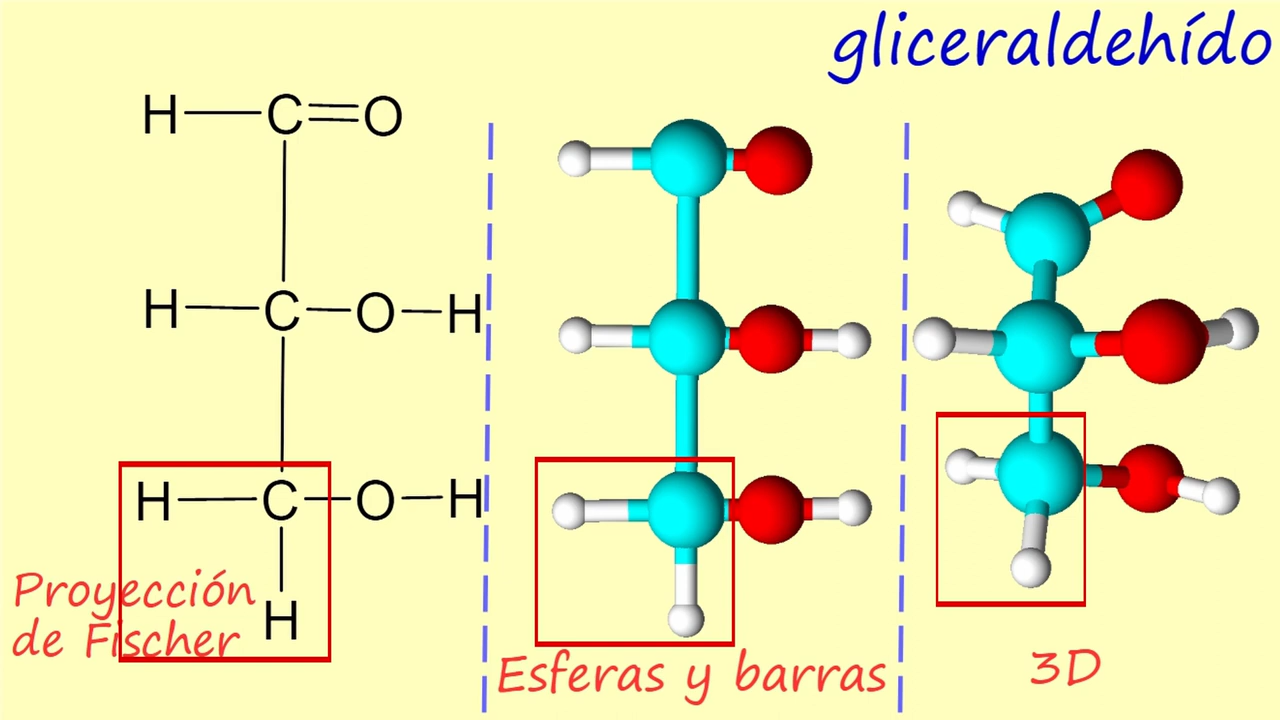 gliceraldehído
H C O
H C O H
H C O H
H
Proyección
de Fischer
Esferas y barras
3D